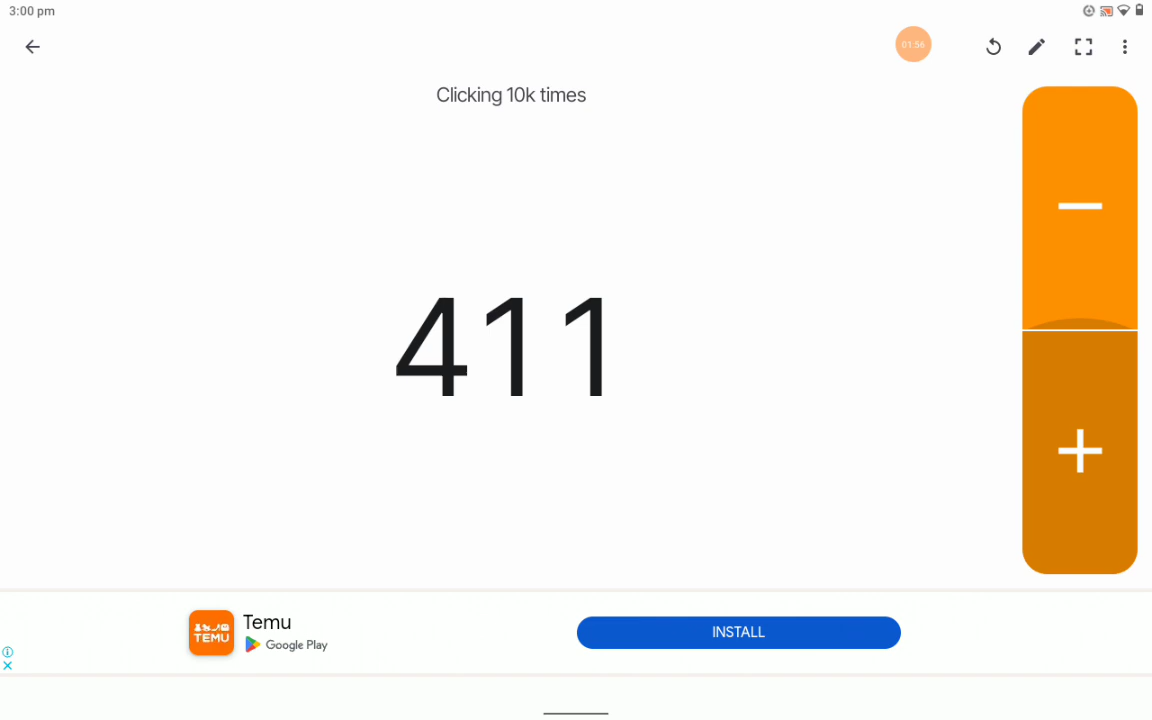 3:00 pm
01:56
Clicking 10k times
411
−
+
TEMU
Temu
Google Play
INSTALL